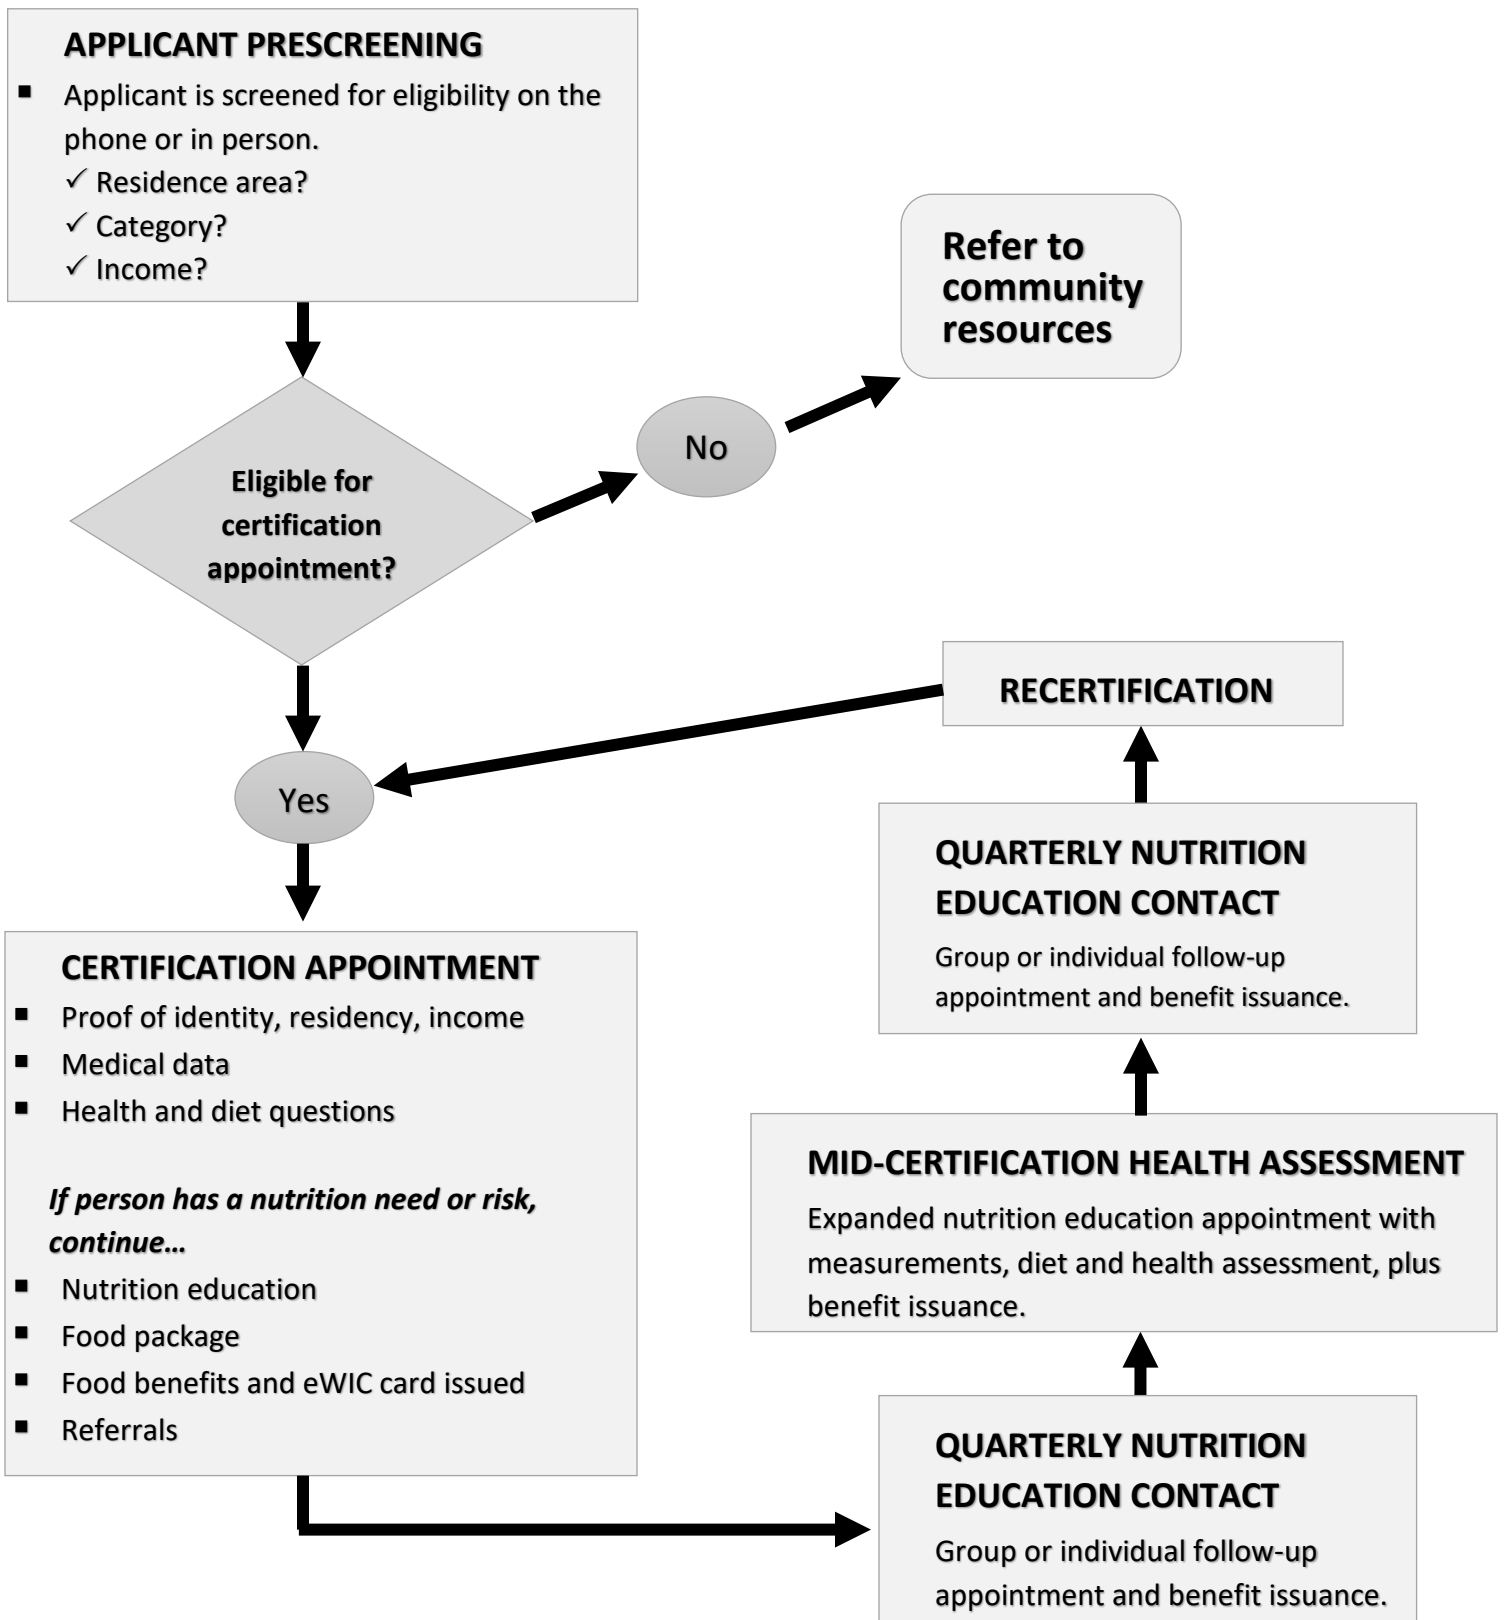 APPLICANT PRESCREENING
▪ Applicant is screened for eligibility on the
phone or in person.
✓ Residence area?
✓ Category?
✓ Income?
Refer to
community
resources
No
Eligible for
certification
appointment?
Yes
RECERTIFICATION
QUARTERLY NUTRITION
EDUCATION CONTACT
Group or individual follow-up
appointment and benefit issuance.
CERTIFICATION APPOINTMENT
▪ Proof of identity, residency, income
▪ Medical data
▪ Health and diet questions
If person has a nutrition need or risk,
continue…
▪ Nutrition education
▪ Food package
▪ Food benefits and eWIC card issued
▪ Referrals
MID-CERTIFICATION HEALTH ASSESSMENT
Expanded nutrition education appointment with
measurements, diet and health assessment, plus
benefit issuance.
QUARTERLY NUTRITION
EDUCATION CONTACT
Group or individual follow-up
appointment and benefit issuance.